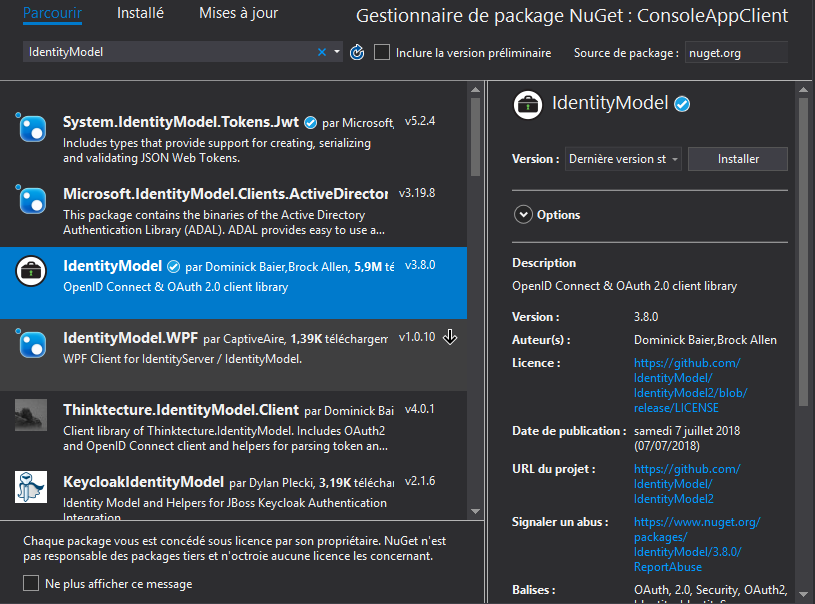 Parcourir Installé Mises à jour Gestionnaire de package NuGet : ConsoleAppClient
IdentityModel Inclure la version préliminaire Source de package : nuget.org
System.IdentityModel.Tokens.Jwt par Microsoft, v5.2.4
Includes types that provide support for creating, serializing
and validating JSON Web Tokens.
Microsoft.IdentityModel.Clients.ActiveDirector v3.19.8
This package contains the binaries of the Active Directory
Authentication Library (ADAL). ADAL provides easy to use a...
IdentityModel par Dominick Baier,Brock Allen, 5,9M té v3.8.0
OpenID Connect & OAuth 2.0 client library
IdentityModel.WPF par CaptiveAire, 1,39K téléchargem v1.0.10
WPF Client for IdentityServer / IdentityModel.
Thinktecture.IdentityModel.Client par Dominick Bai v4.0.1
Client library of Thinktecture.IdentityModel. Includes OAuth2
and OpenID Connect client and helpers for parsing token an...
KeycloakIdentityModel par Dylan Plecki, 3,19K téléchar v2.1.6
Identity Model and Helpers for JBoss Keycloak Authentication
Integration
Chaque package vous est concédé sous licence par son propriétaire. NuGet n'est
pas responsable des packages tiers et n'octroie aucune licence les concernant.
Ne plus afficher ce message
IdentityModel
Version : Dernière version st Installer
Options
Description
OpenID Connect & OAuth 2.0 client library
Version : 3.8.0
Auteur(s) : Dominick Baier,Brock Allen
Licence : https://github.com/
IdentityModel/
IdentityModel2/blob/
release/LICENSE
Date de publication : samedi 7 juillet 2018
(07/07/2018)
URL du projet : https://github.com/
IdentityModel/
IdentityModel2
Signaler un abus : https://www.nuget.org/
packages/
IdentityModel/3.8.0/
ReportAbuse
Balises : OAuth, 2.0, Security, OAuth2,